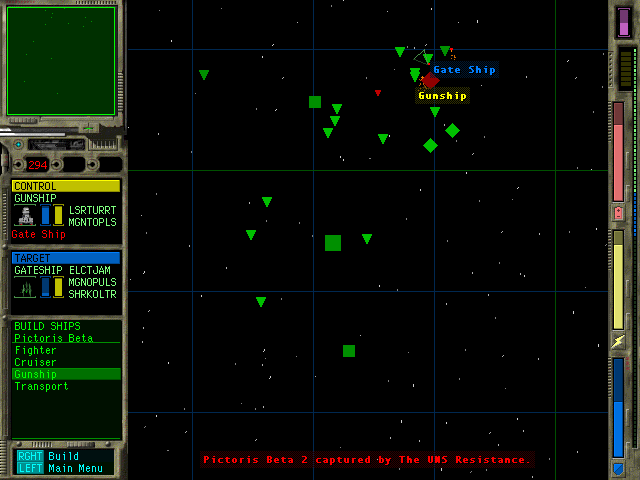 Gate Ship
Gunship
294
CONTROL
GUNSHIP
LSRTURRT
MGNTOPLS
Gate Ship
TARGET
GATESHIP ELCTJAM
MGNOPULS
SHRKOLTR
BUILD SHIPS
Pictoris Beta
Fighter
Cruiser
Gunship
Transport
RGHT Build
LEFT Main Menu
Pictoris Beta 2 captured by The UNS Resistance.